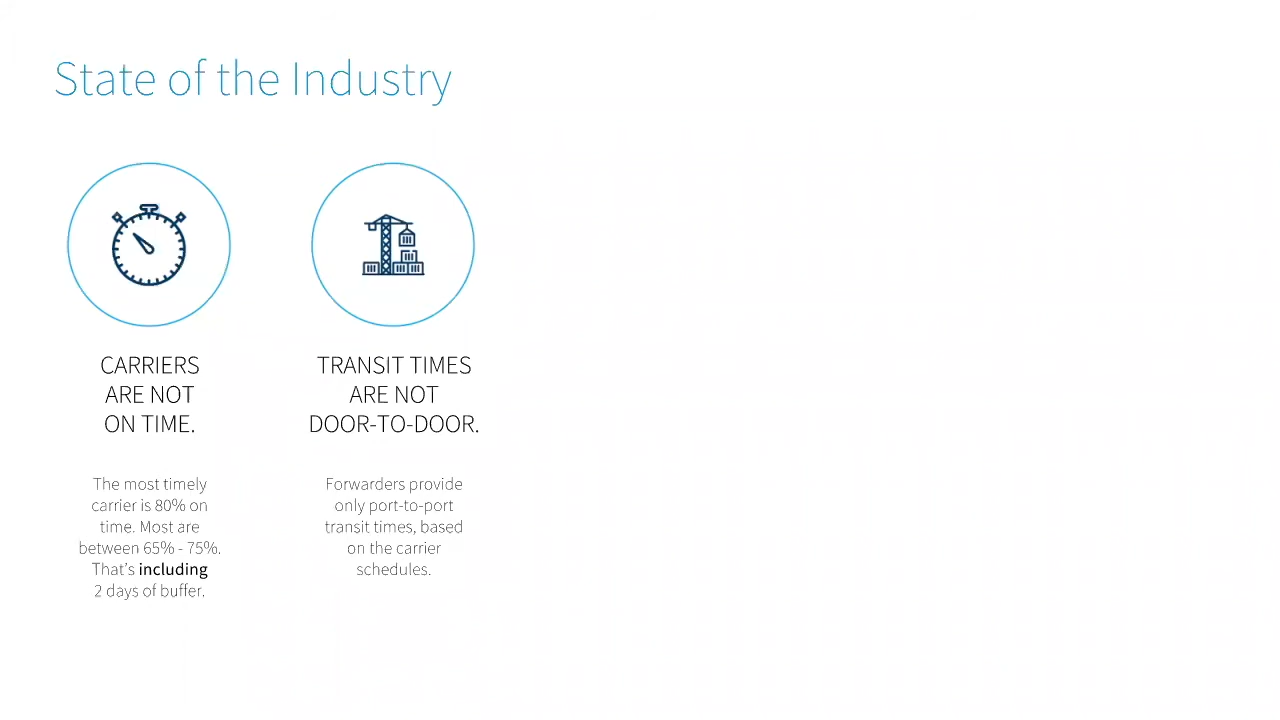 State of the Industry
CARRIERS
ARE NOT
ON TIME.
The most timely
carrier is 80% on
time. Most are
between 65% - 75%.
That's including
2 days of buffer.
TRANSIT TIMES
ARE NOT
DOOR-TO-DOOR.
Forwarders provide
only port-to-port
transit times, based
on the carrier
schedules.